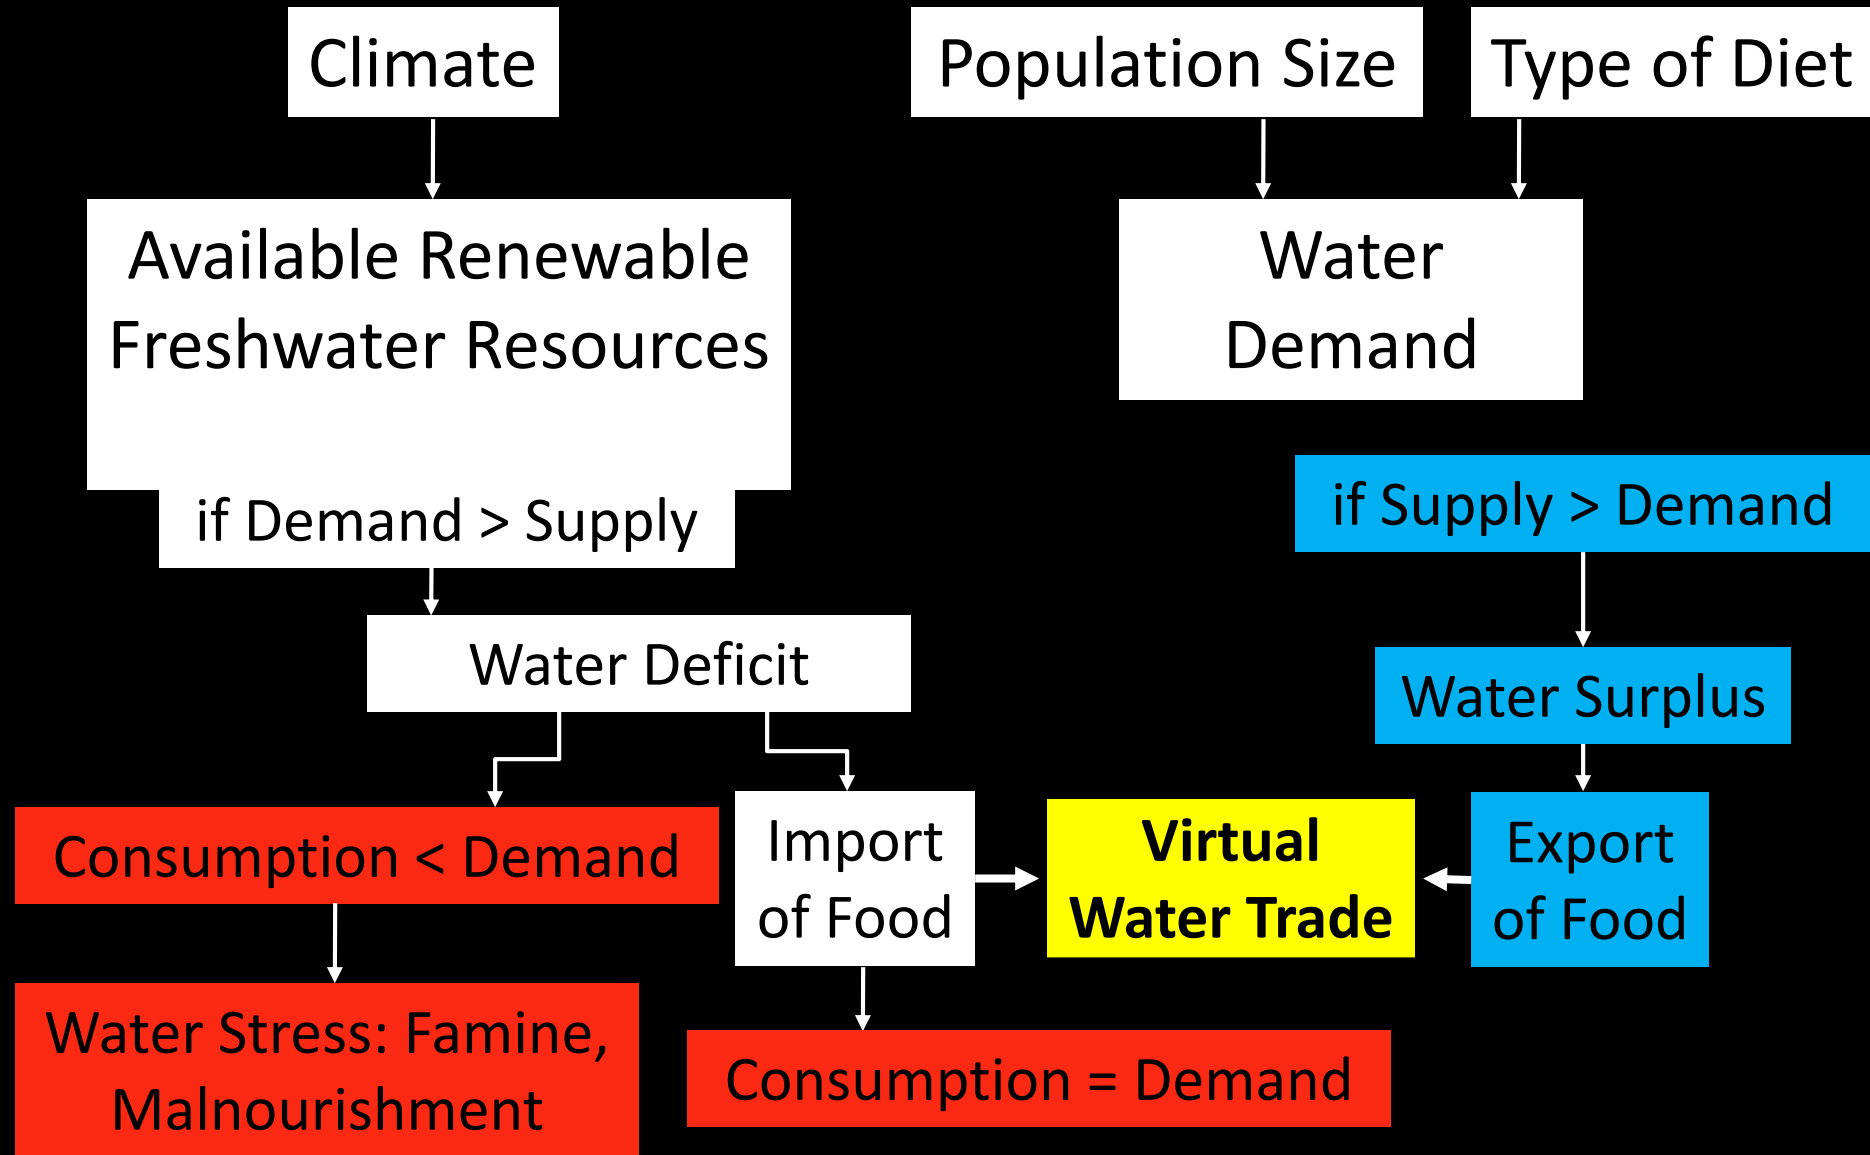 Climate
Population Size
Type of Diet
Available Renewable
Freshwater Resources
Water
Demand
if Demand > Supply
if Supply > Demand
Water Deficit
Water Surplus
Consumption < Demand
Import
of Food
Virtual
Water Trade
Export
of Food
Water Stress: Famine,
Malnourishment
Consumption = Demand